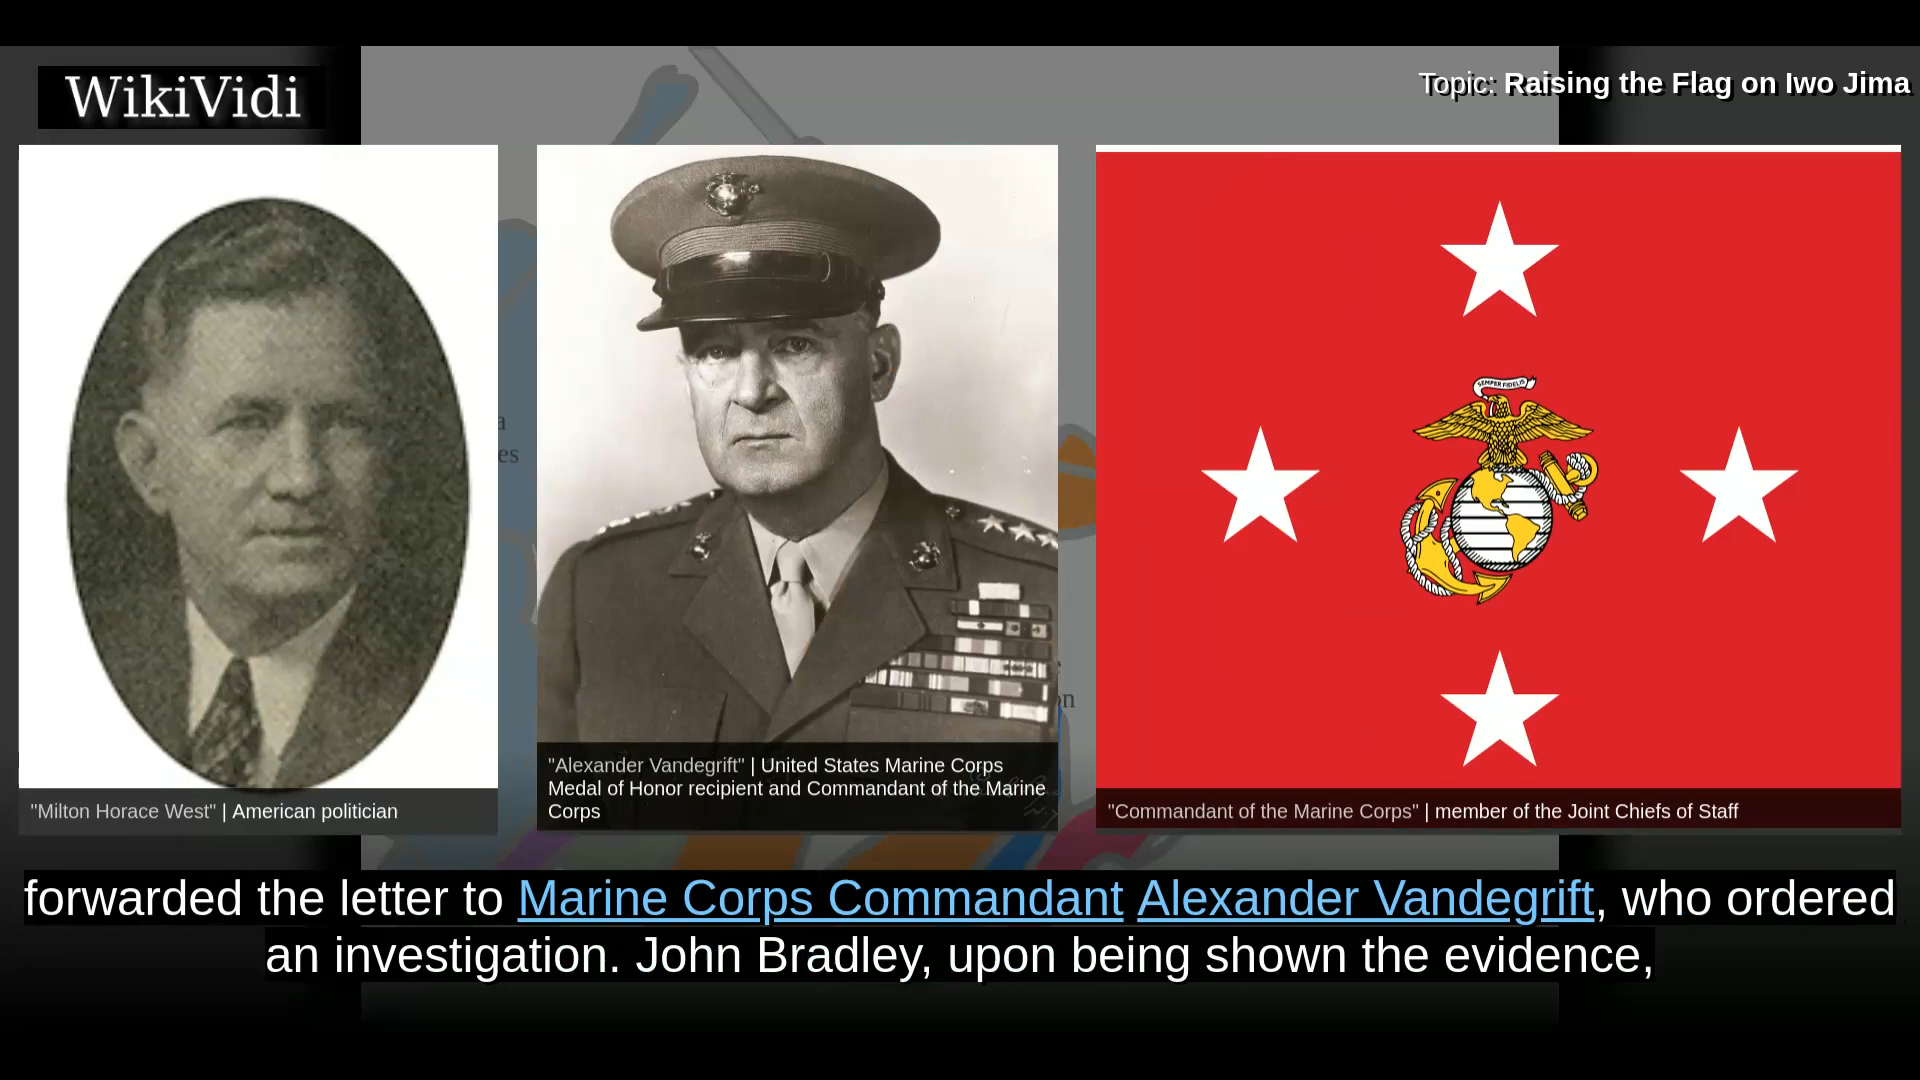 WikiVidi
Topic: Raising the Flag on Iwo Jima
a
es
e
on
SEMPER FIDELIS
"Milton Horace West" | American politician
"Alexander Vandegrift" | United States Marine Corps
Medal of Honor recipient and Commandant of the Marine
Corps
"Commandant of the Marine Corps" | member of the Joint Chiefs of Staff
forwarded the letter to Marine Corps Commandant Alexander Vandegrift, who ordered
an investigation. John Bradley, upon being shown the evidence,